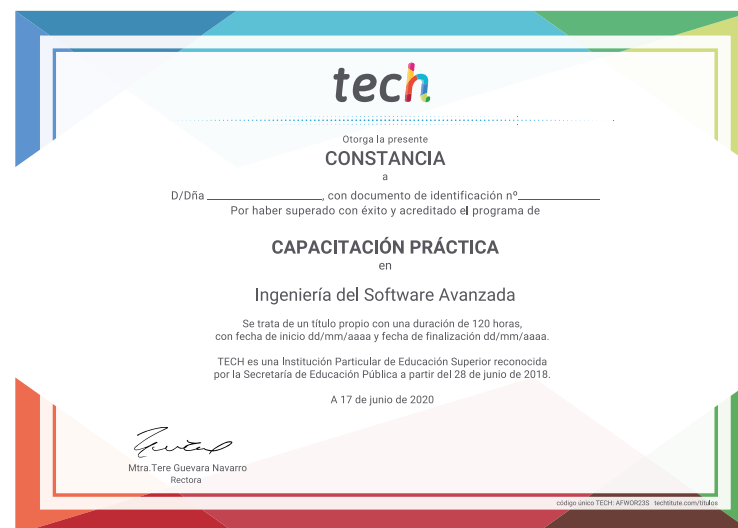 tech
Otorga la presente
CONSTANCIA
a
D/Dña ____________________, con documento de identificación nº______________
Por haber superado con éxito y acreditado el programa de
CAPACITACIÓN PRÁCTICA
en
Ingeniería del Software Avanzada
Se trata de un título propio con una duración de 120 horas,
con fecha de inicio dd/mm/aaaa y fecha de finalización dd/mm/aaaa.
TECH es una Institución Particular de Educación Superior reconocida
por la Secretaría de Educación Pública a partir del 28 de junio de 2018.
A 17 de junio de 2020
Mtra.Tere Guevara Navarro
Rectora
código único TECH: AFWOR23S techtitute.com/titulos